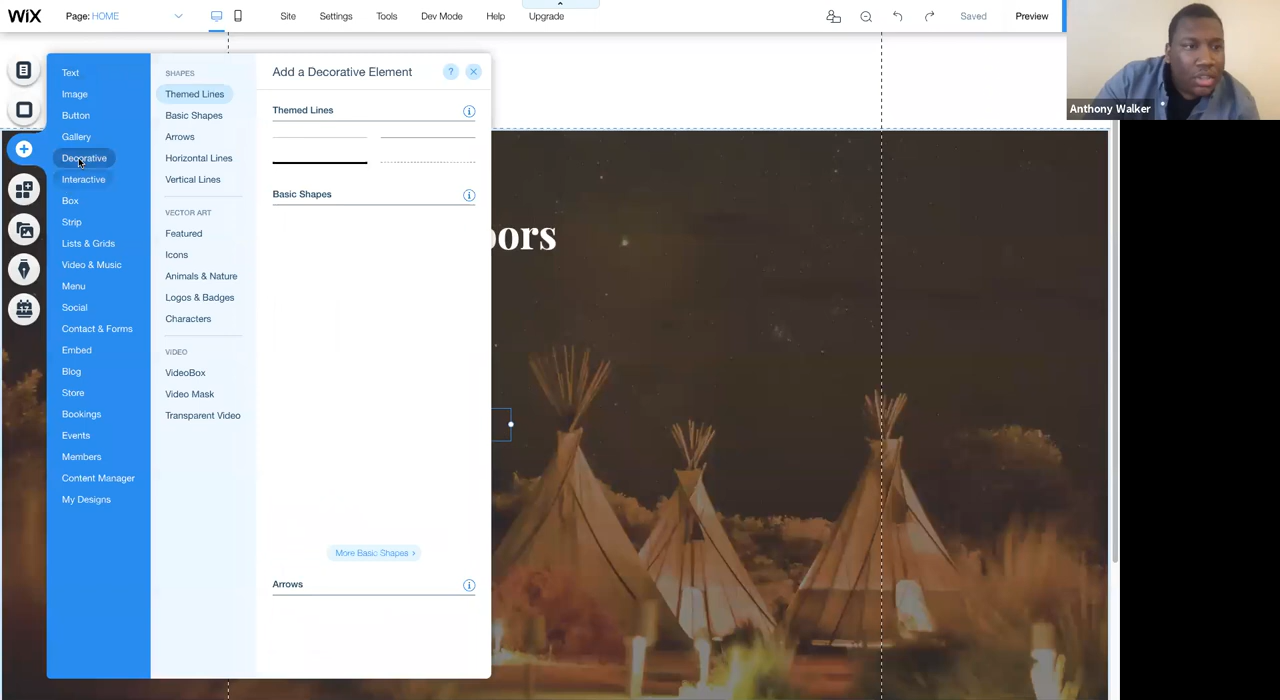 WiX
Page: HOME
Site
Settings
Tools
Dev Mode
Help
Upgrade
Saved
Preview
Anthony Walker
Text
Image
Button
Gallery
Decorative
Interactive
Box
Strip
Lists & Grids
Video & Music
Menu
Social
Contact & Forms
Embed
Blog
Store
Bookings
Events
Members
Content Manager
My Designs
SHAPES
Themed Lines
Basic Shapes
Arrows
Horizontal Lines
Vertical Lines
VECTOR ART
Featured
Icons
Animals & Nature
Logos & Badges
Characters
VIDEO
VideoBox
Video Mask
Transparent Video
Add a Decorative Element
?
Themed Lines
Basic Shapes
More Basic Shapes ›
Arrows
oors